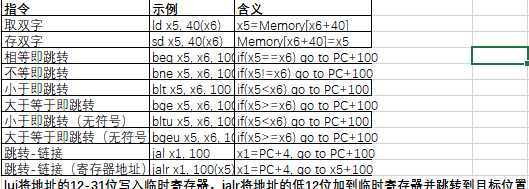 指令 示例 含义
取双字 ld x5, 40(x6) x5=Memory[x6+40]
存双字 sd x5, 40(x6) Memory[x6+40]=x5
相等即跳转 beq x5, x6, 100 if(x5==x6) go to PC+100
不等即跳转 bne x5, x6, 100 if(x5!=x6) go to PC+100
小于即跳转 blt x5, x6, 100 if(x5<x6) go to PC+100
大于等于即跳转 bge x5, x6, 100 if(x5>=x6) go to PC+100
小于即跳转（无符号） bltu x5, x6, 10 if(x5<x6) go to PC+100
大于等于即跳转（无符号 bgeu x5, x6, 10 if(x5>=x6) go to PC+100
跳转-链接 jal x1, 100 x1=PC+4, go to PC+100
跳转-链接（寄存器地址） jalr x1, 100(x5) x1=PC+4, go to x5+100
lui将地址的12-31位写入临时寄存器，jalr将地址的低12位加到临时寄存器并跳转到目标位置